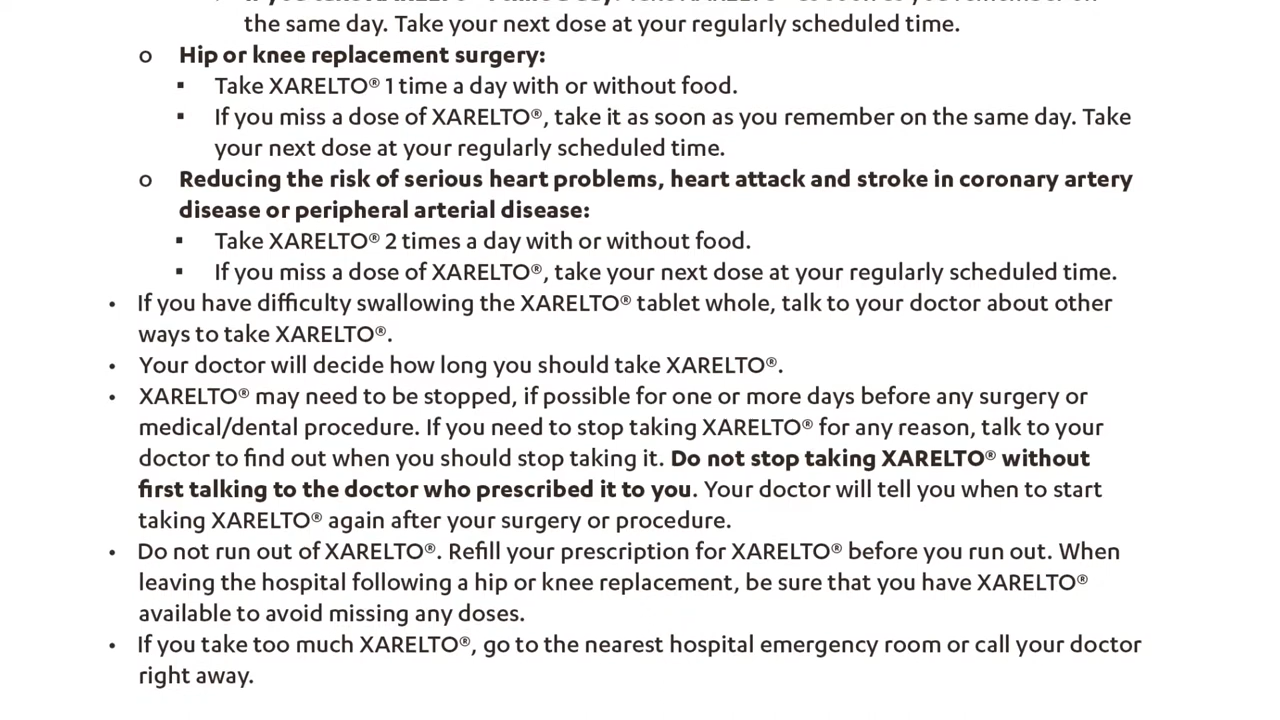 the same day. Take your next dose at your regularly scheduled time.
o Hip or knee replacement surgery:
▪ Take XARELTO® 1 time a day with or without food.
▪ If you miss a dose of XARELTO®, take it as soon as you remember on the same day. Take
your next dose at your regularly scheduled time.
o Reducing the risk of serious heart problems, heart attack and stroke in coronary artery
disease or peripheral arterial disease:
▪ Take XARELTO® 2 times a day with or without food.
▪ If you miss a dose of XARELTO®, take your next dose at your regularly scheduled time.
• If you have difficulty swallowing the XARELTO® tablet whole, talk to your doctor about other
ways to take XARELTO®.
• Your doctor will decide how long you should take XARELTO®.
• XARELTO® may need to be stopped, if possible for one or more days before any surgery or
medical/dental procedure. If you need to stop taking XARELTO® for any reason, talk to your
doctor to find out when you should stop taking it. Do not stop taking XARELTO® without
first talking to the doctor who prescribed it to you. Your doctor will tell you when to start
taking XARELTO® again after your surgery or procedure.
• Do not run out of XARELTO®. Refill your prescription for XARELTO® before you run out. When
leaving the hospital following a hip or knee replacement, be sure that you have XARELTO®
available to avoid missing any doses.
• If you take too much XARELTO®, go to the nearest hospital emergency room or call your doctor
right away.